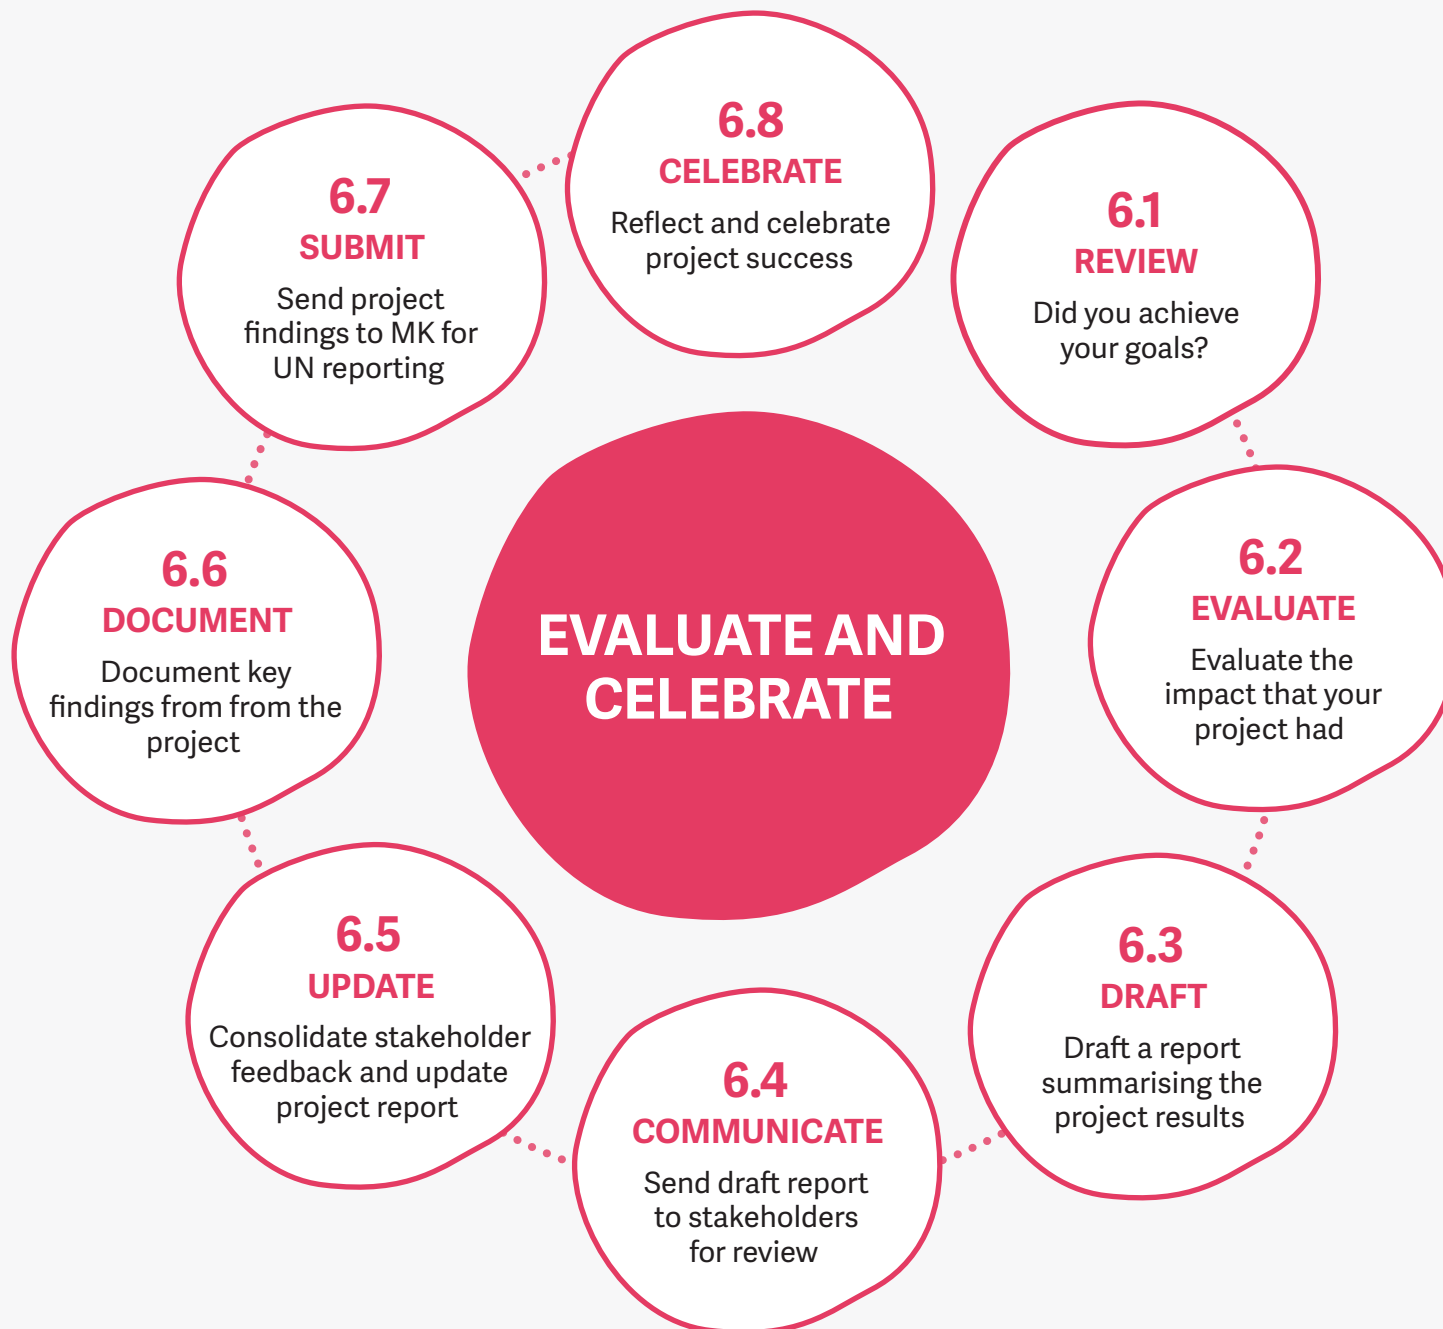 EVALUATE AND
CELEBRATE
6.1
REVIEW
Did you achieve
your goals?
6.2
EVALUATE
Evaluate the
impact that your
project had
6.3
DRAFT
Draft a report
summarising the
project results
6.4
COMMUNICATE
Send draft report
to stakeholders
for review
6.5
UPDATE
Consolidate stakeholder
feedback and update
project report
6.6
DOCUMENT
Document key
findings from from the
project
6.7
SUBMIT
Send project
findings to MK for
UN reporting
6.8
CELEBRATE
Reflect and celebrate
project success